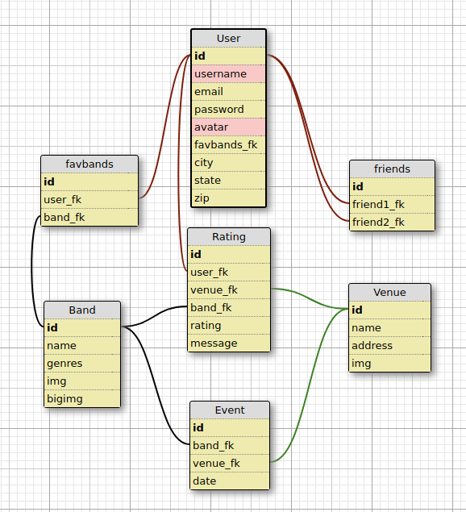 User
id
username
email
password
avatar
favbands_fk
city
state
zip
favbands
id
user_fk
band_fk
friends
id
friend1_fk
friend2_fk
Rating
id
user_fk
venue_fk
band_fk
rating
message
Venue
id
name
address
img
Band
id
name
genres
img
bigimg
Event
id
band_fk
venue_fk
date